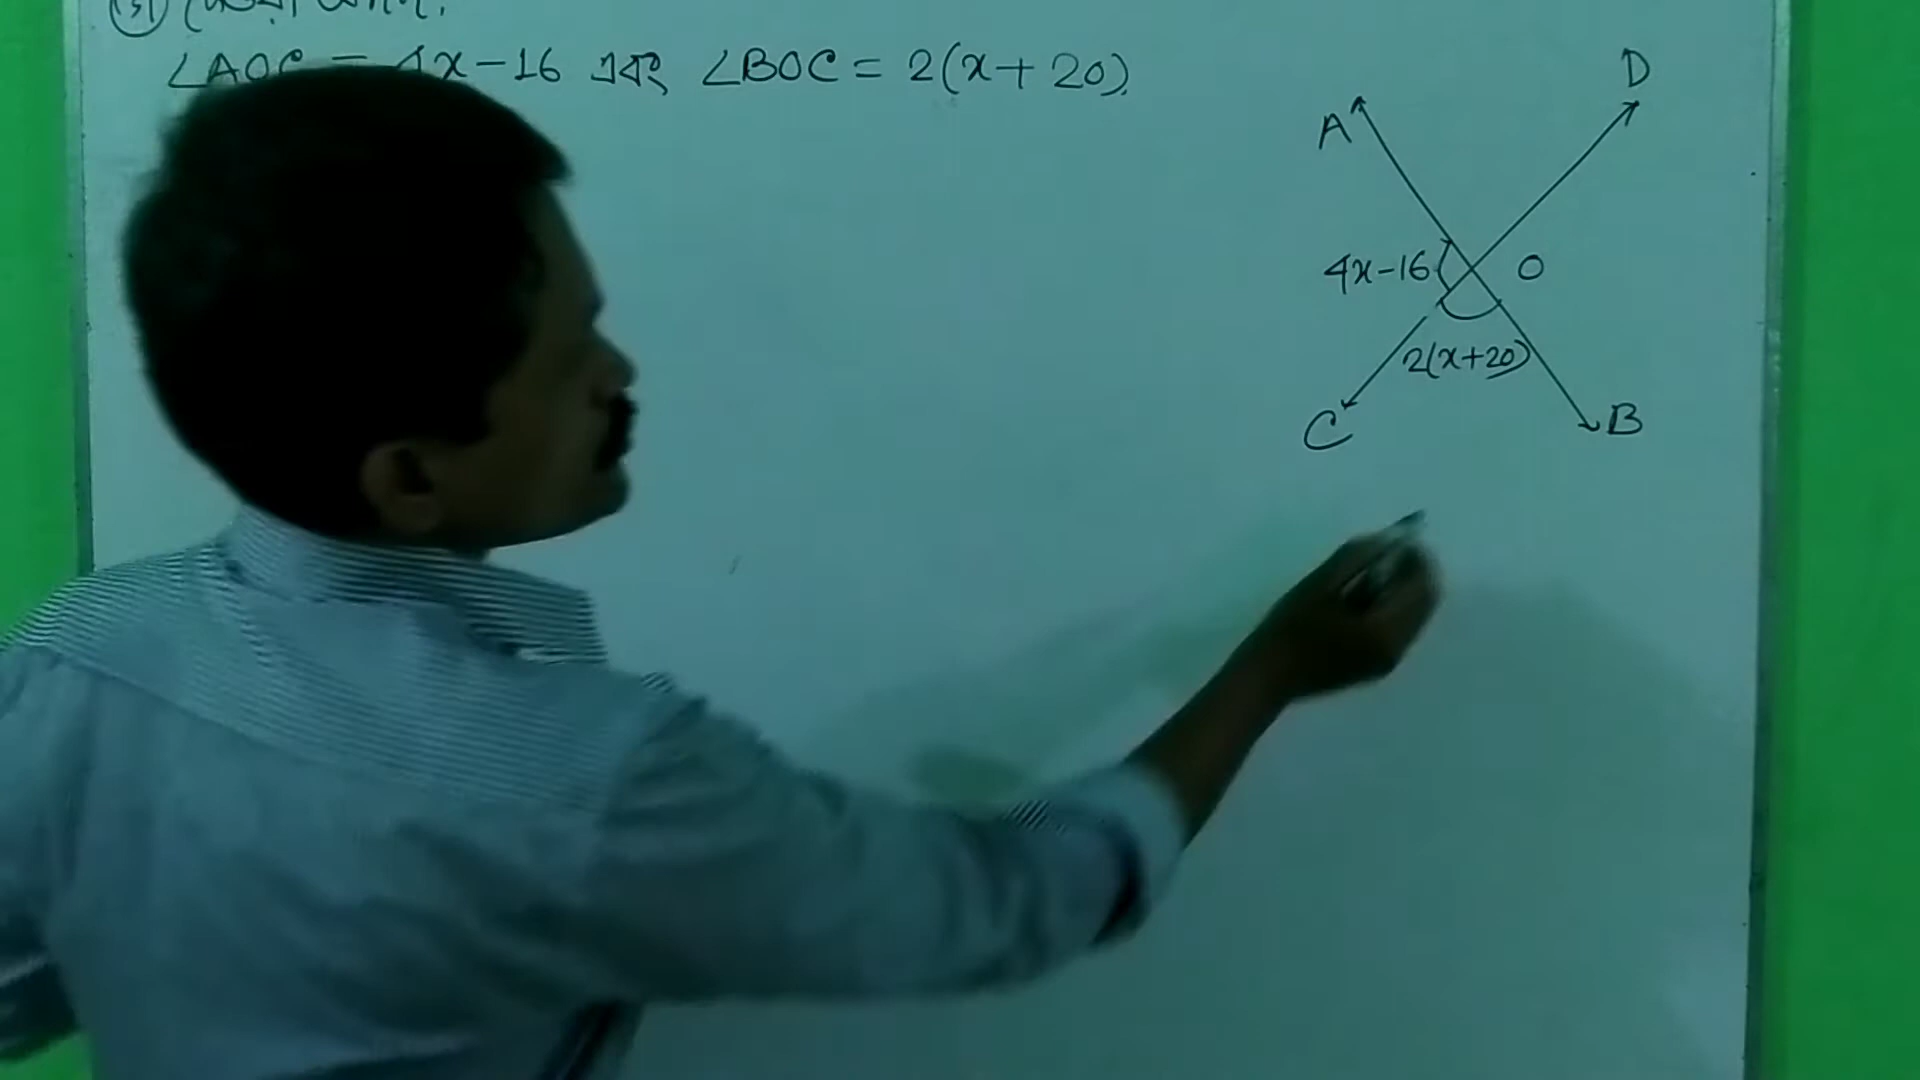 ∠AOC = 4x-16 এবং ∠BOC = 2(x+20).
D
A
4x-16
O
2(x+20)
C
B